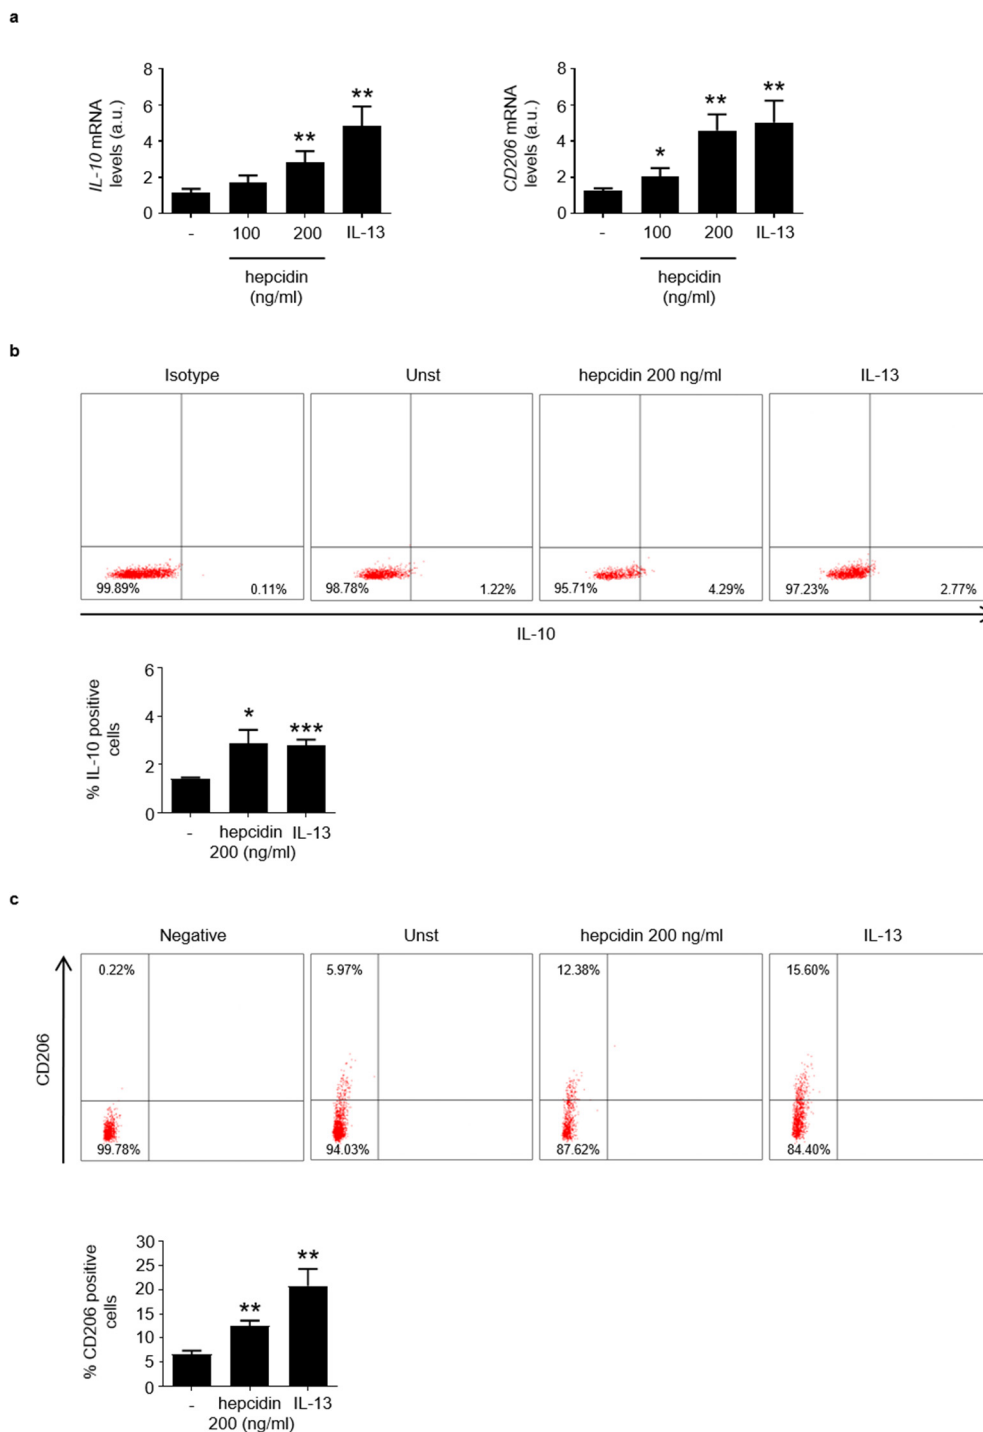 a
IL-10 mRNA
levels (a.u.)
8
6
4
2
0
**
**
-
100
200
IL-13
hepcidin
(ng/ml)
CD206 mRNA
levels (a.u.)
8
6
4
2
0
*
**
**
-
100
200
IL-13
hepcidin
(ng/ml)
b
Isotype
Unst
hepcidin 200 ng/ml
IL-13
99.89%
0.11%
98.78%
1.22%
95.71%
4.29%
97.23%
2.77%
IL-10
% IL-10 positive
cells
6
4
2
0
*
***
-
hepcidin
200 (ng/ml)
IL-13
c
Negative
Unst
hepcidin 200 ng/ml
IL-13
CD206
0.22%
5.97%
12.38%
15.60%
99.78%
94.03%
87.62%
84.40%
% CD206 positive
cells
30
25
20
15
10
5
0
**
**
-
hepcidin
200 (ng/ml)
IL-13